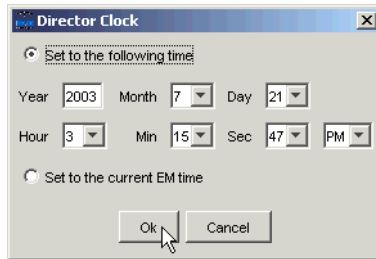 Director Clock
Set to the following time
Year 2003 Month 7 Day 21
Hour 3 Min 15 Sec 47 PM
Set to the current EM time
Ok Cancel